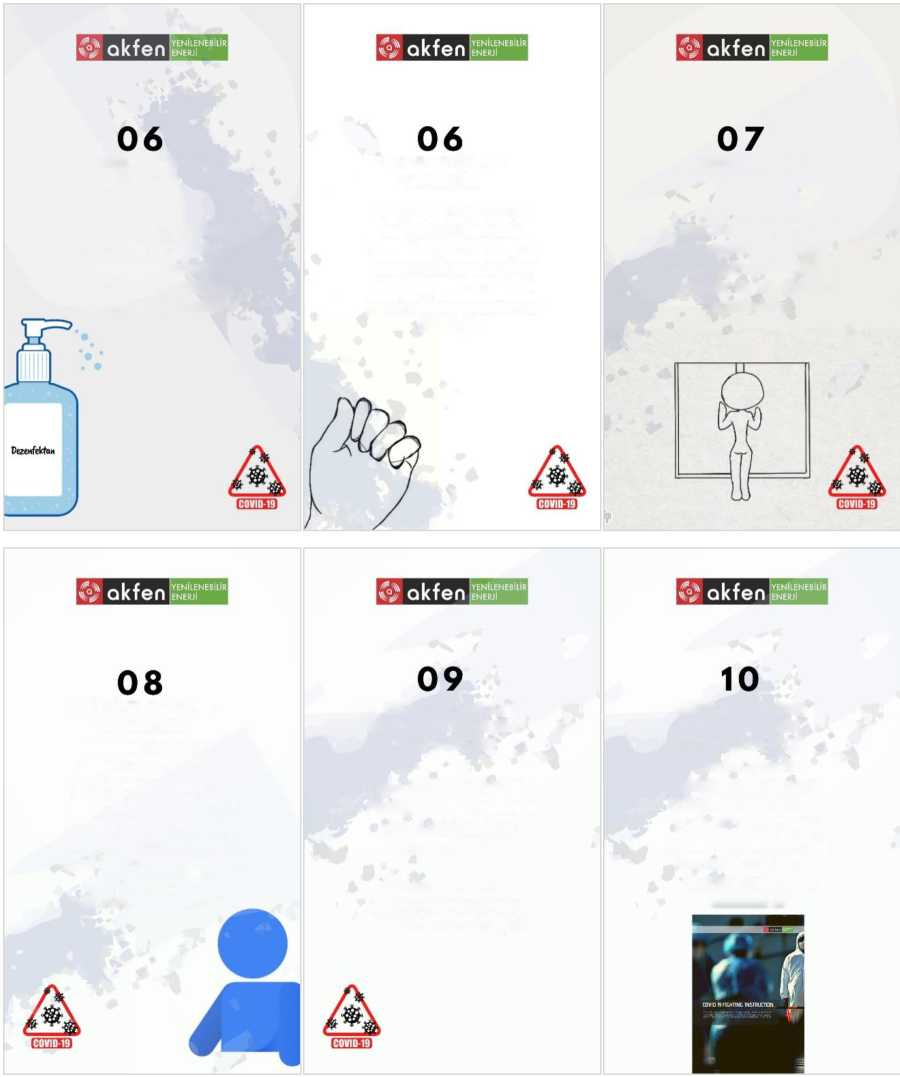 akfen YENİLENEBİLİR ENERJİ
06
Dezenfektan
COVID-19
akfen YENİLENEBİLİR ENERJİ
06
COVID-19
akfen YENİLENEBİLİR ENERJİ
07
COVID-19
akfen YENİLENEBİLİR ENERJİ
08
COVID-19
akfen YENİLENEBİLİR ENERJİ
09
COVID-19
akfen YENİLENEBİLİR ENERJİ
10
COVID 19 FIGHTING INSTRUCTION